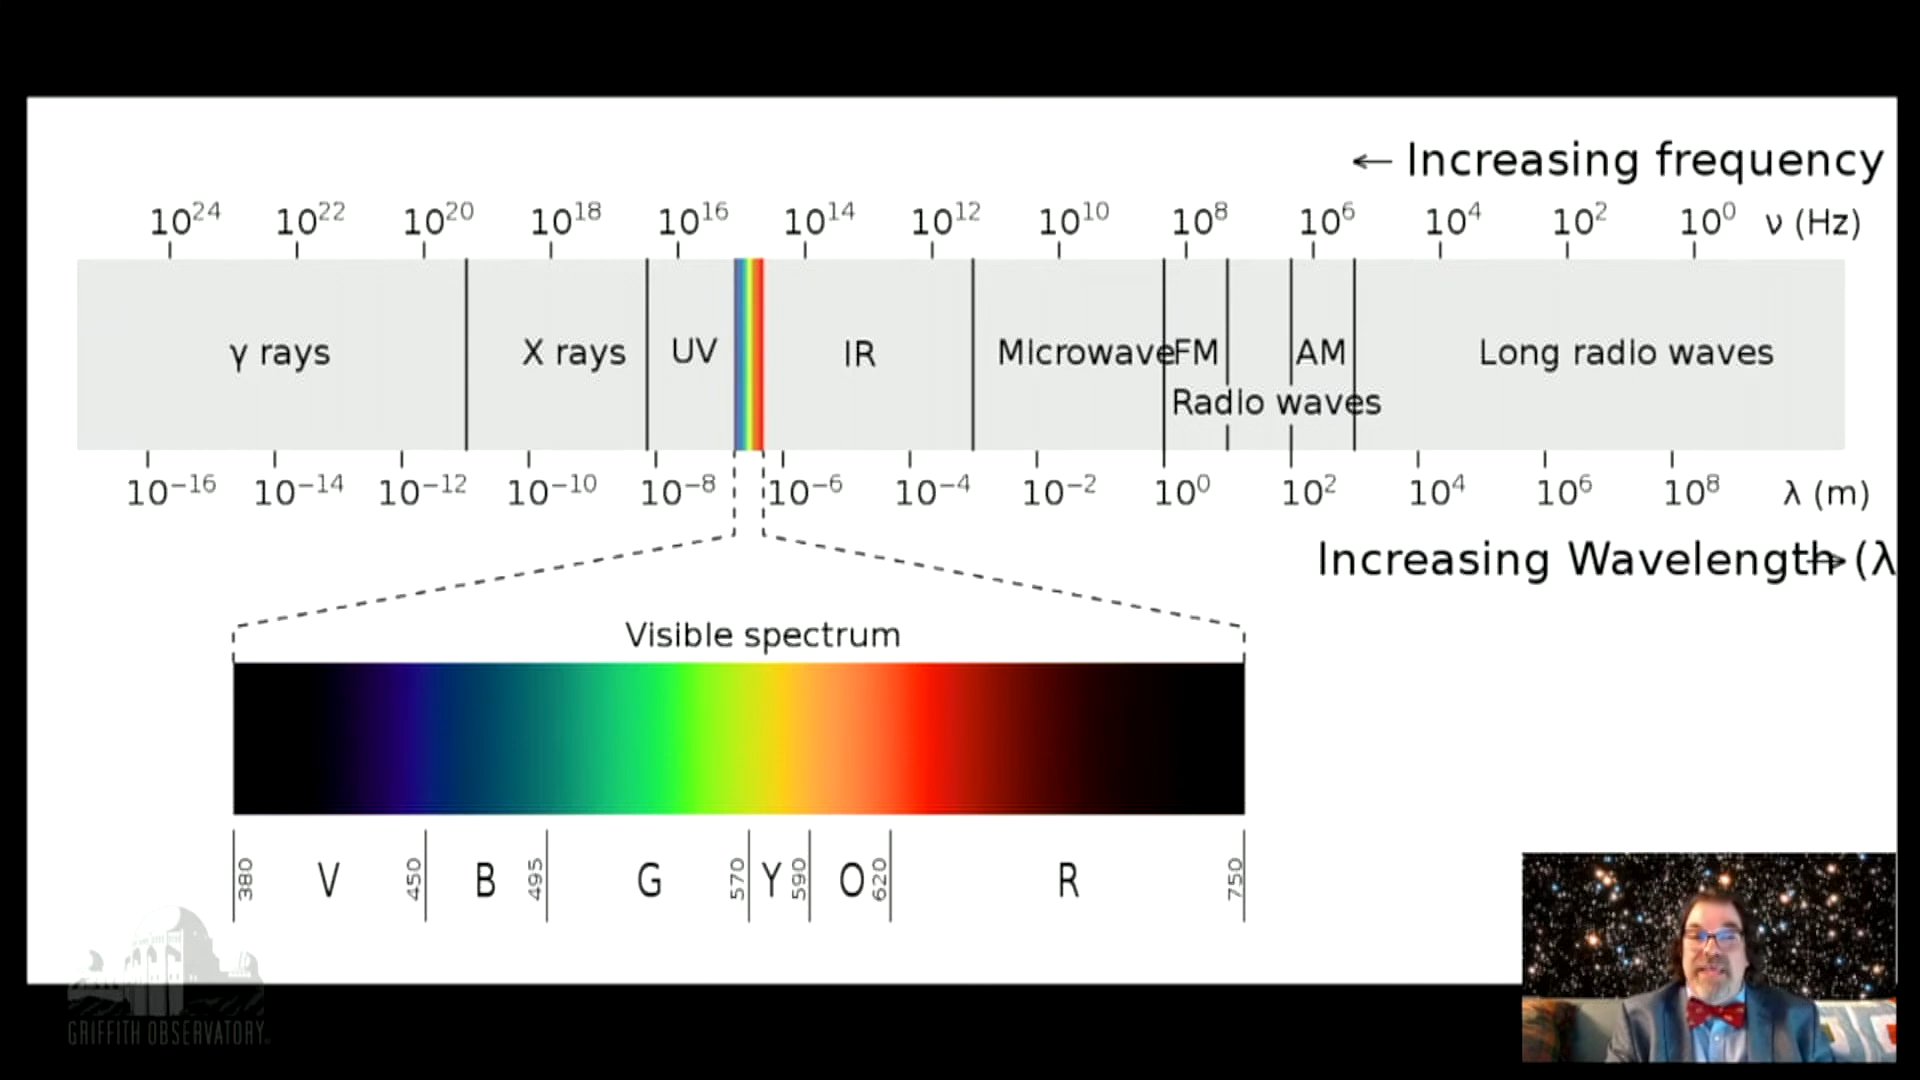 ← Increasing frequency
10²⁴ 10²² 10²⁰ 10¹⁸ 10¹⁶ 10¹⁴ 10¹² 10¹⁰ 10⁸ 10⁶ 10⁴ 10² 10⁰ ν (Hz)
γ rays X rays UV IR Microwave FM AM Long radio waves
Radio waves
10⁻¹⁶ 10⁻¹⁴ 10⁻¹² 10⁻¹⁰ 10⁻⁸ 10⁻⁶ 10⁻⁴ 10⁻² 10⁰ 10² 10⁴ 10⁶ 10⁸ λ (m)
Increasing Wavelength → (λ
Visible spectrum
380 V 450 B 495 G 570 Y 590 O 620 R 750
GRIFFITH OBSERVATORY